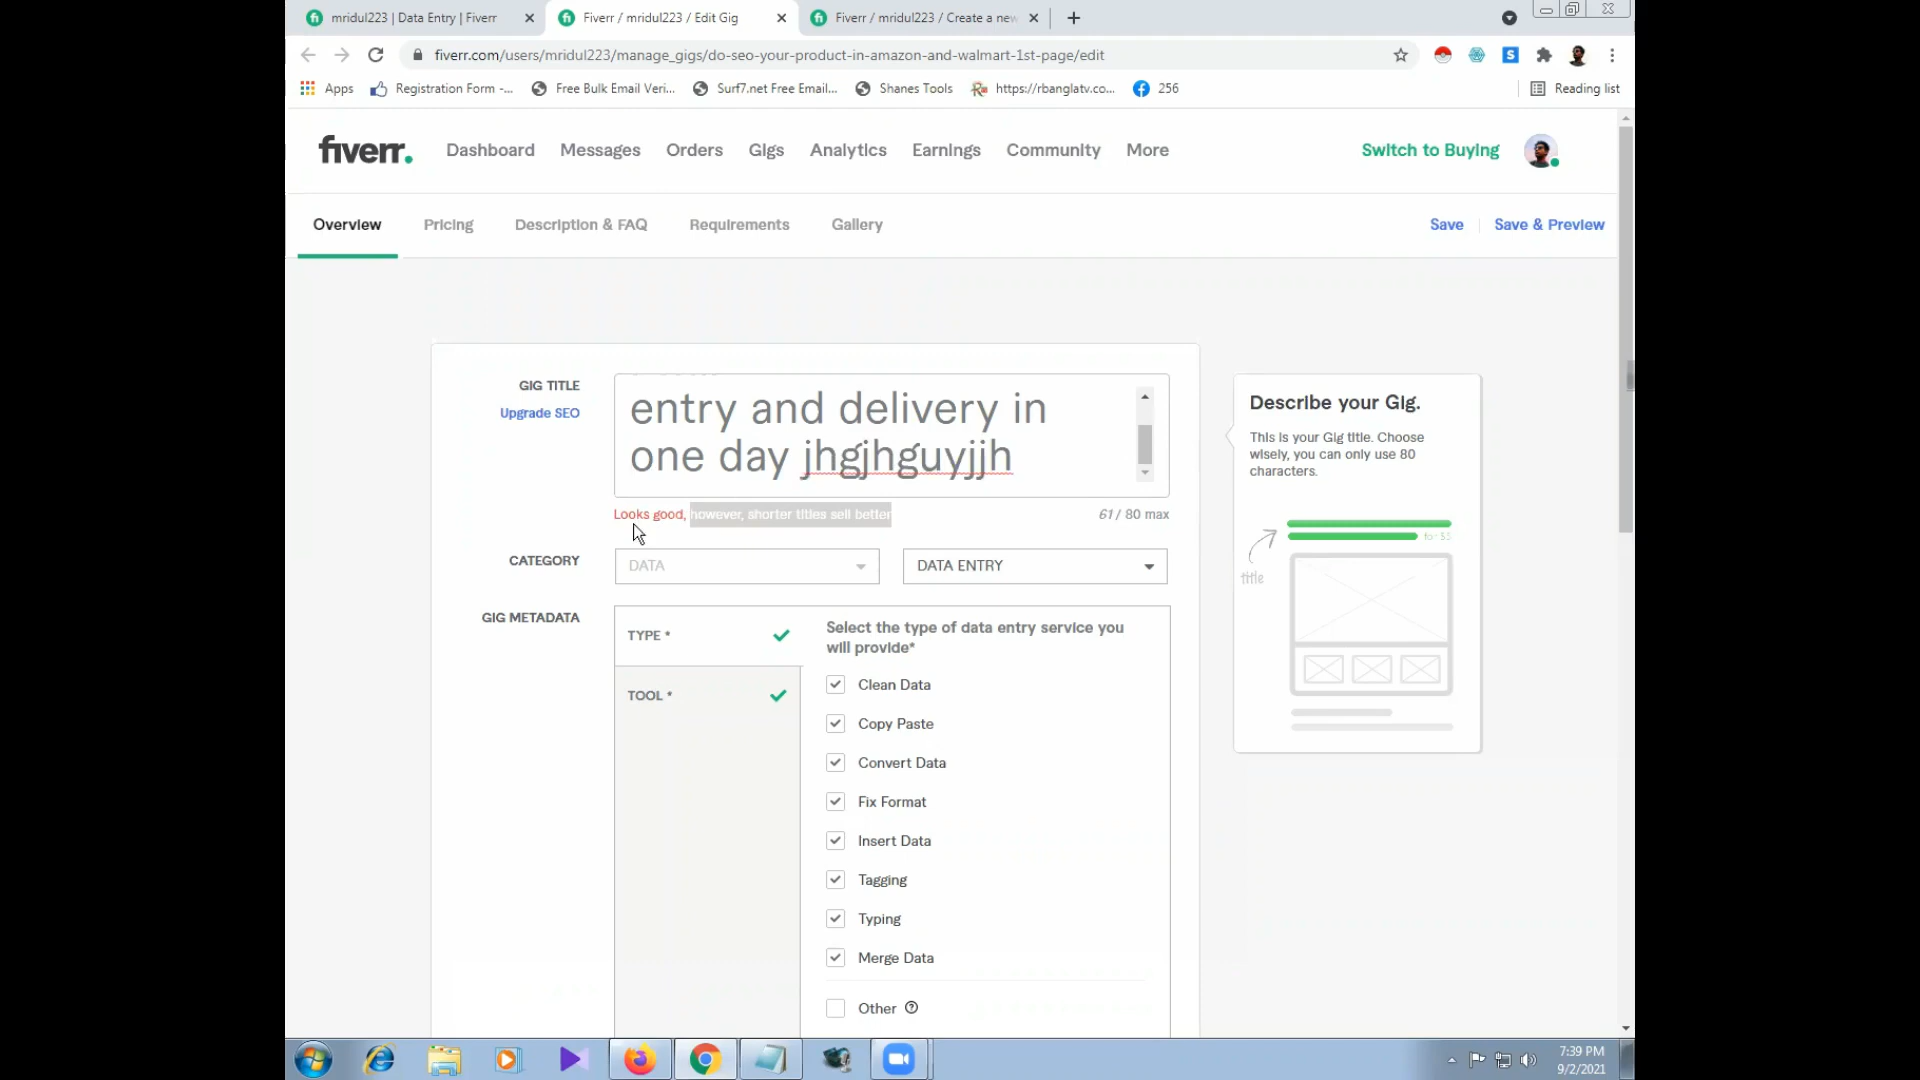 mridul223 | Data Entry | Fiverr
Fiverr / mridul223 / Edit Gig
Fiverr / mridul223 / Create a new
fiverr.com/users/mridul223/manage_gigs/do-seo-your-product-in-amazon-and-walmart-1st-page/edit
Apps
Registration Form -...
Free Bulk Email Veri...
Surf7.net Free Email...
Shanes Tools
https://rbanglatv.co...
256
Reading list
fiverr.
Dashboard
Messages
Orders
Gigs
Analytics
Earnings
Community
More
Switch to Buying
Overview
Pricing
Description & FAQ
Requirements
Gallery
Save
Save & Preview
GIG TITLE
Upgrade SEO
entry and delivery in
one day jhgjhguyjjh
Looks good, however, shorter titles sell better
61 / 80 max
CATEGORY
DATA
DATA ENTRY
GIG METADATA
TYPE *
TOOL *
Select the type of data entry service you
will provide*
Clean Data
Copy Paste
Convert Data
Fix Format
Insert Data
Tagging
Typing
Merge Data
Other
Describe your Gig.
This is your Gig title. Choose
wisely, you can only use 80
characters.
for $5
title
7:39 PM
9/2/2021